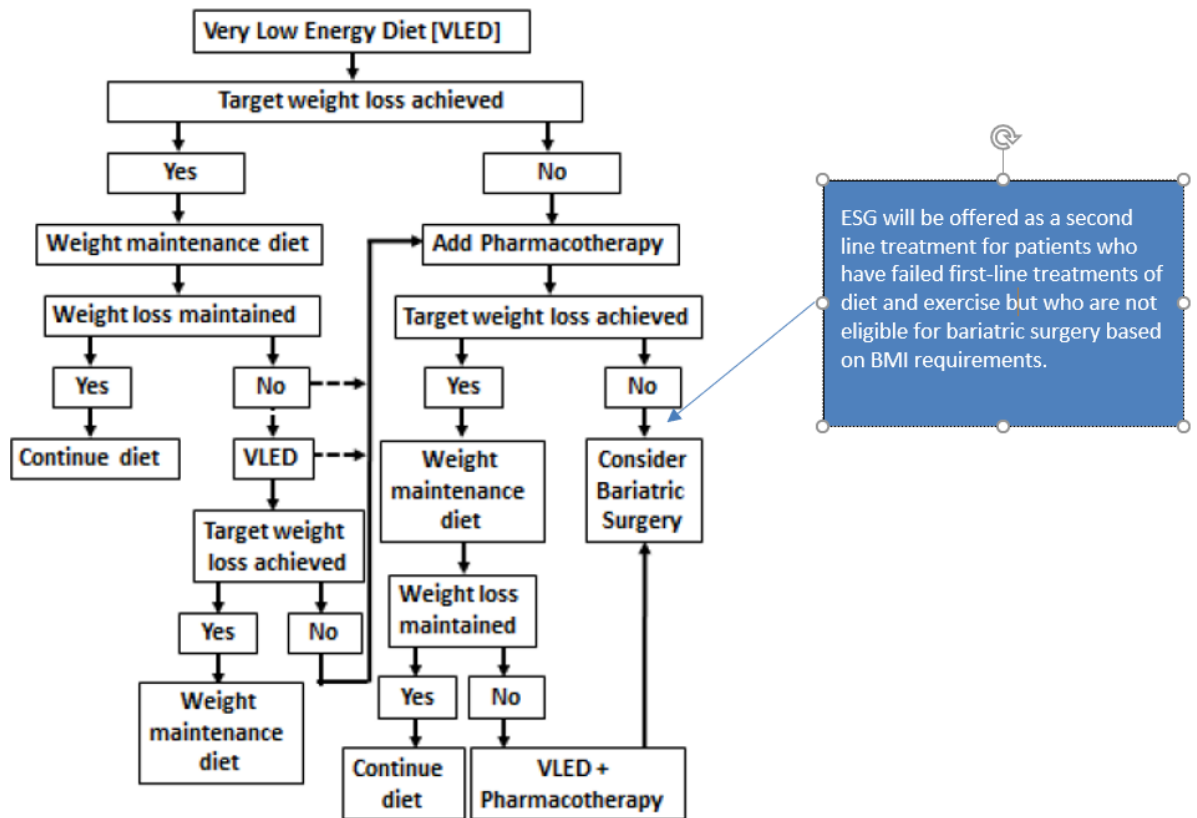 Very Low Energy Diet [VLED]
Target weight loss achieved
Yes
No
Weight maintenance diet
Add Pharmacotherapy
Weight loss maintained
Target weight loss achieved
Yes
No
Yes
No
Continue diet
VLED
Weight
maintenance
diet
Consider
Bariatric
Surgery
Target weight
loss achieved
Weight loss
maintained
Yes
No
Yes
No
Weight
maintenance
diet
Continue
diet
VLED +
Pharmacotherapy
ESG will be offered as a second
line treatment for patients who
have failed first-line treatments of
diet and exercise but who are not
eligible for bariatric surgery based
on BMI requirements.